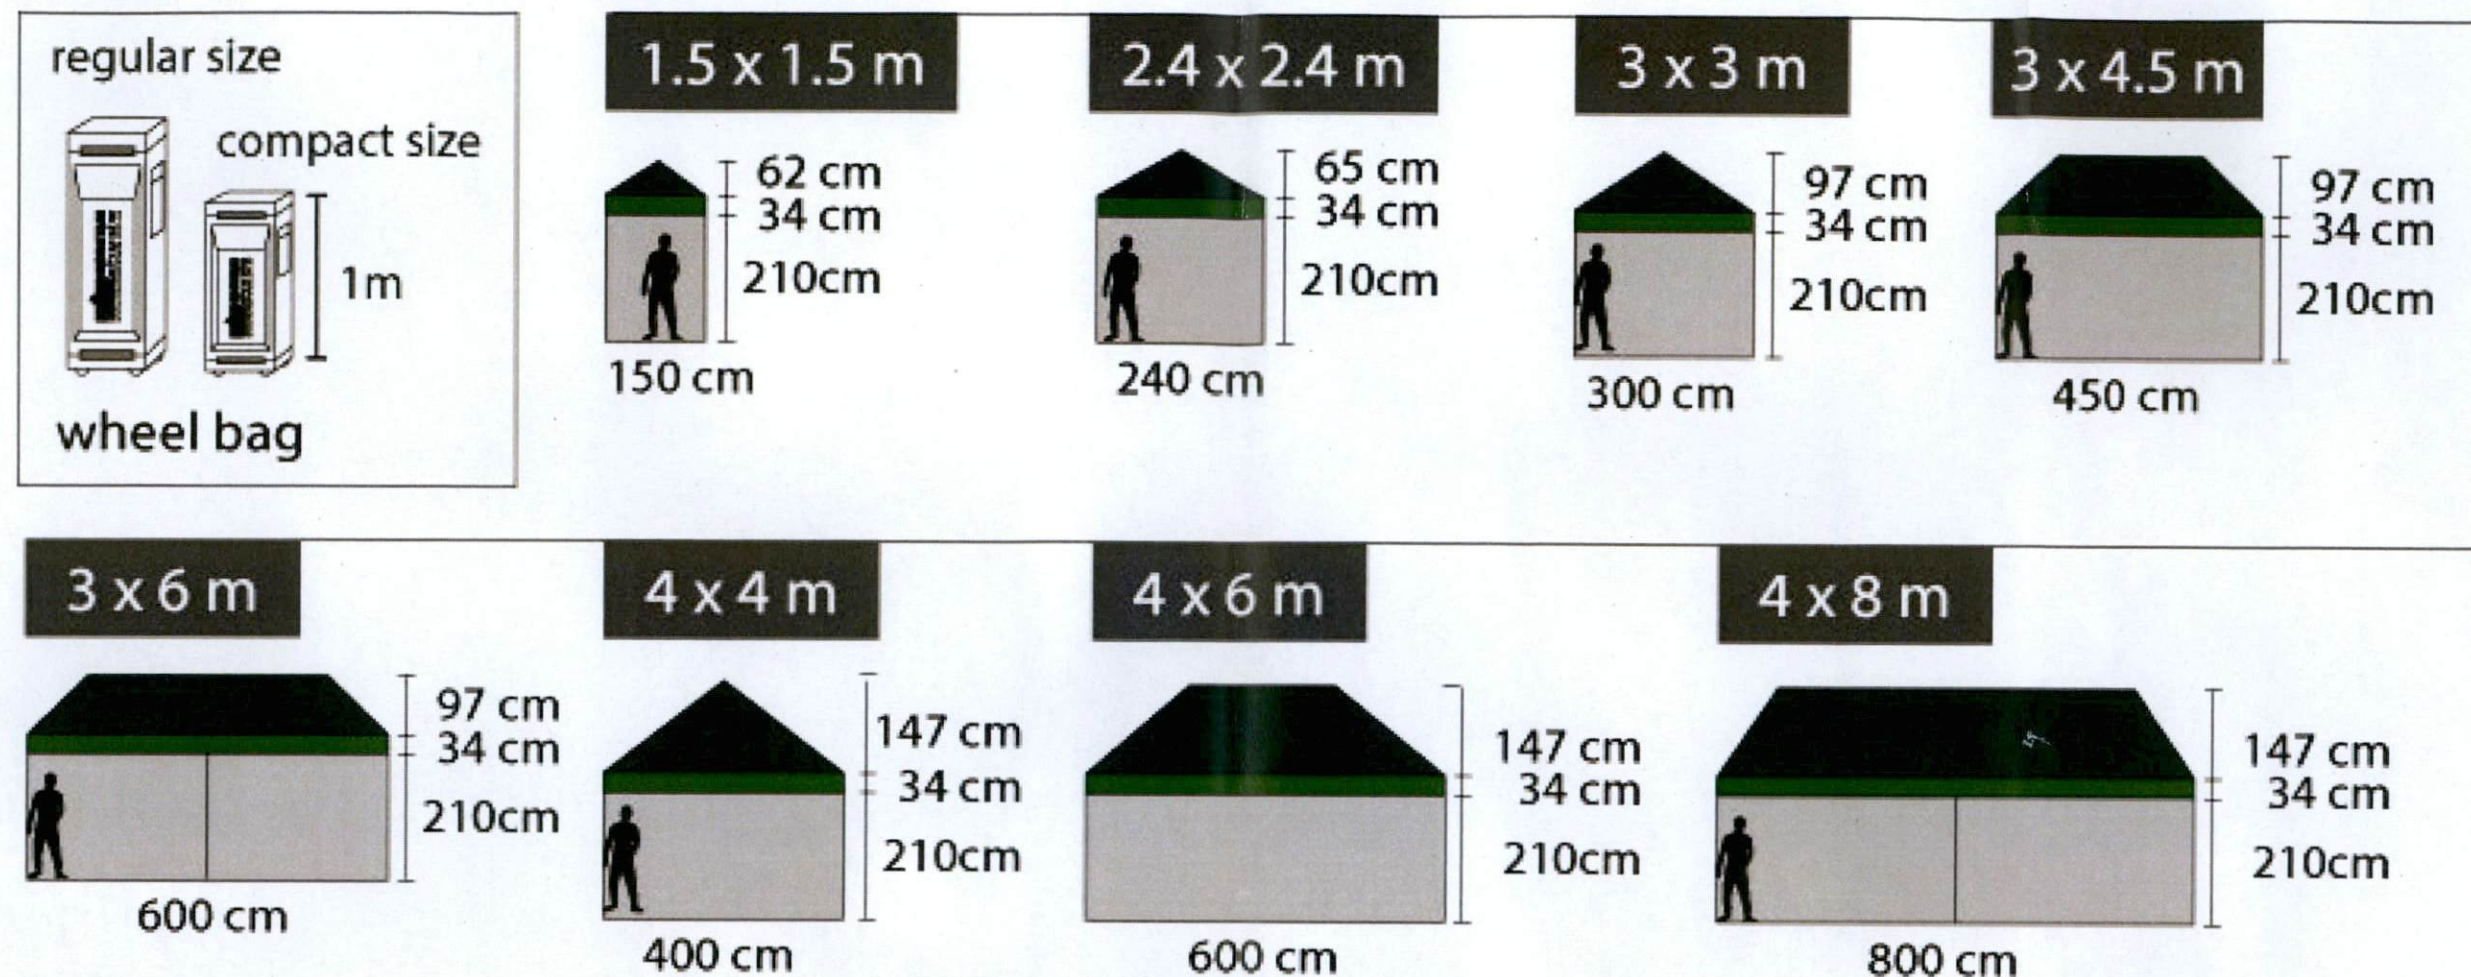 regular size
compact size
1m
wheel bag
1.5 x 1.5 m
62 cm
34 cm
210cm
150 cm
2.4 x 2.4 m
65 cm
34 cm
210cm
240 cm
3 x 3 m
97 cm
34 cm
210cm
300 cm
3 x 4.5 m
97 cm
34 cm
210cm
450 cm
3 x 6 m
97 cm
34 cm
210cm
600 cm
4 x 4 m
147 cm
34 cm
210cm
400 cm
4 x 6 m
147 cm
34 cm
210cm
600 cm
4 x 8 m
147 cm
34 cm
210cm
800 cm